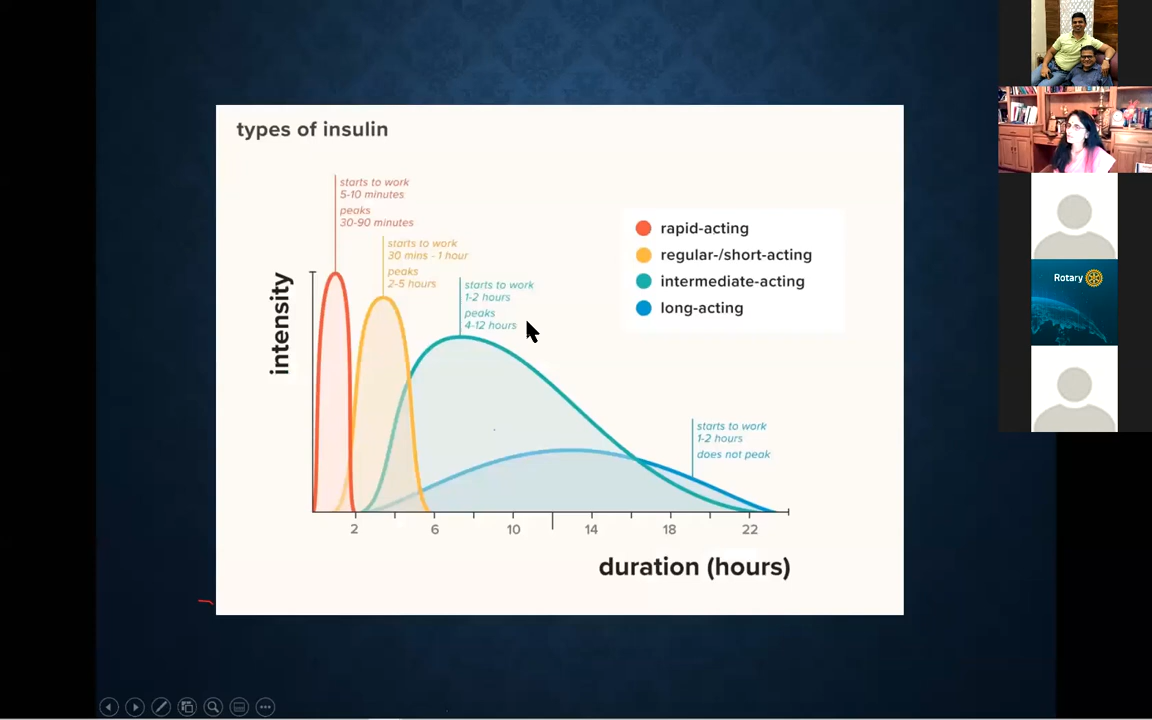 types of insulin
starts to work
5-10 minutes
peaks
30-90 minutes
starts to work
30 mins - 1 hour
peaks
2-5 hours
starts to work
1-2 hours
peaks
4-12 hours
rapid-acting
regular-/short-acting
intermediate-acting
long-acting
intensity
starts to work
1-2 hours
does not peak
2 6 10 14 18 22
duration (hours)
Rotary